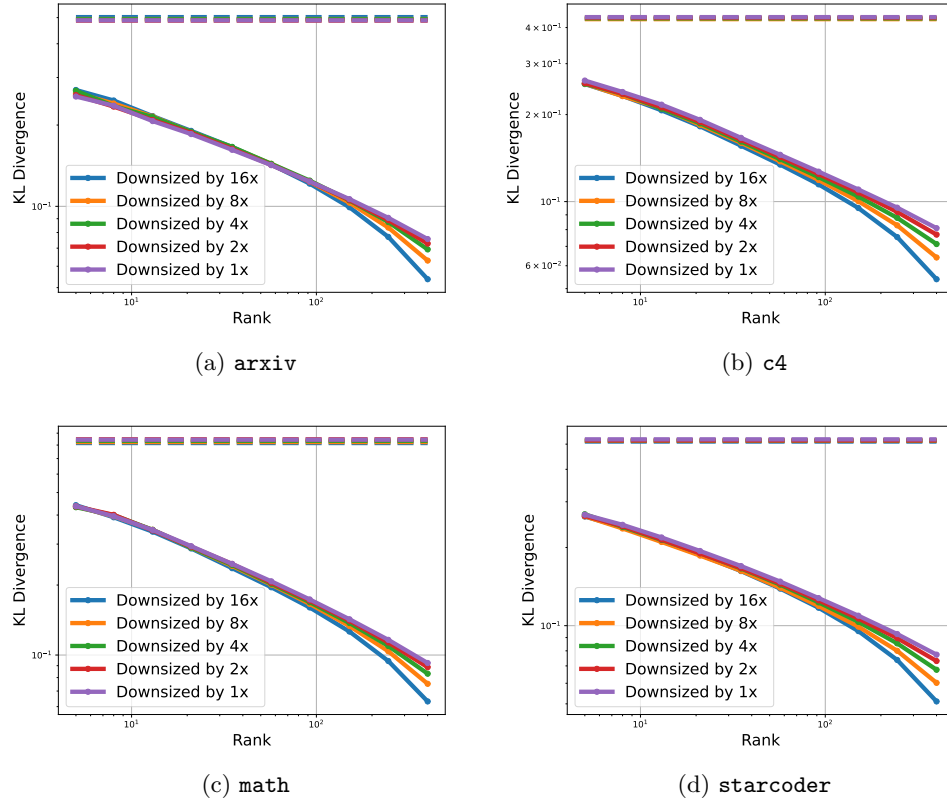 KL Divergence
10⁻¹
Downsized by 16x
Downsized by 8x
Downsized by 4x
Downsized by 2x
Downsized by 1x
10¹
10²
Rank
(a) arxiv
KL Divergence
4 × 10⁻¹
3 × 10⁻¹
2 × 10⁻¹
10⁻¹
6 × 10⁻²
Downsized by 16x
Downsized by 8x
Downsized by 4x
Downsized by 2x
Downsized by 1x
10¹
10²
Rank
(b) c4
KL Divergence
10⁻¹
Downsized by 16x
Downsized by 8x
Downsized by 4x
Downsized by 2x
Downsized by 1x
10¹
10²
Rank
(c) math
KL Divergence
10⁻¹
Downsized by 16x
Downsized by 8x
Downsized by 4x
Downsized by 2x
Downsized by 1x
10¹
10²
Rank
(d) starcoder